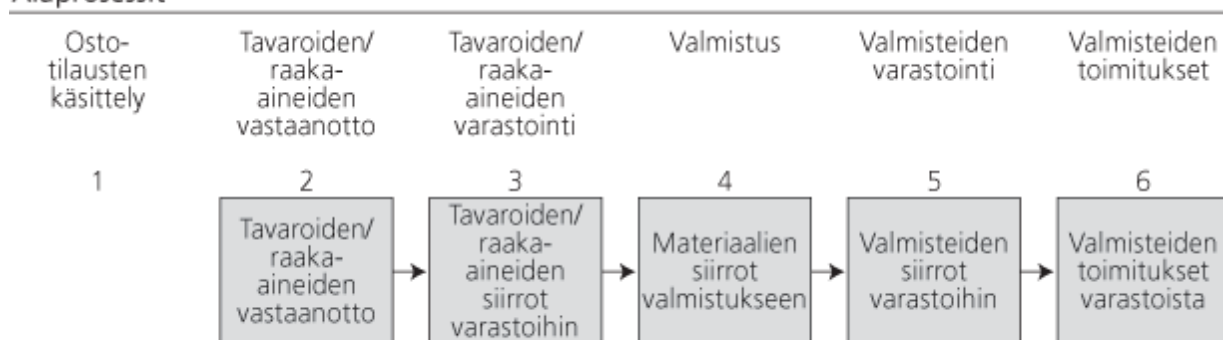 Osto-
tilausten
käsittely
Tavaroiden/
raaka-
aineiden
vastaanotto
Tavaroiden/
raaka-
aineiden
varastointi
Valmistus
Valmisteiden
varastointi
Valmisteiden
toimitukset
1
2
3
4
5
6
Tavaroiden/
raaka-
aineiden
vastaanotto
Tavaroiden/
raaka-
aineiden
siirrot
varastoihin
Materiaalien
siirrot
valmistukseen
Valmisteiden
siirrot
varastoihin
Valmisteiden
toimitukset
varastoista